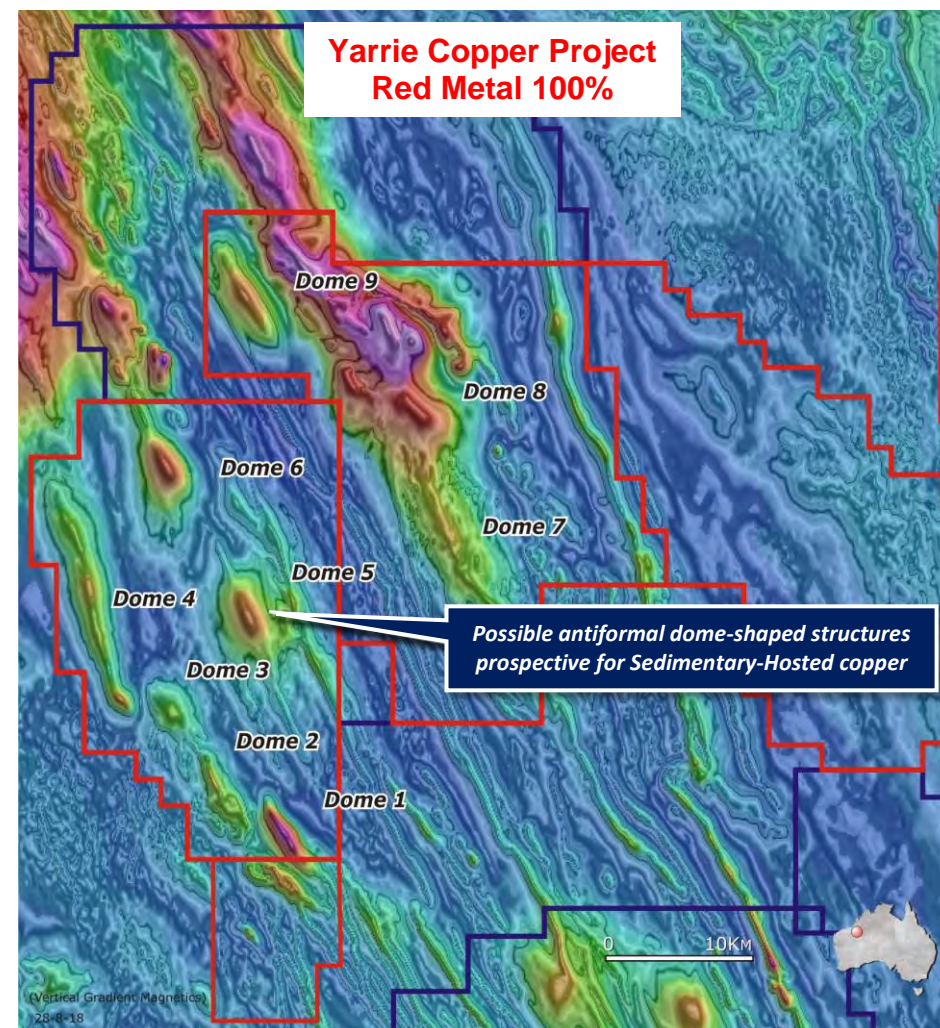 Yarrie Copper Project
Red Metal 100%
Dome 9
Dome 8
Dome 6
Dome 7
Dome 5
Dome 4
Possible antiformal dome-shaped structures
prospective for Sedimentary-Hosted copper
Dome 3
Dome 2
Dome 1
0 10KM
(Vertical Gradient Magnetics)
28-8-18